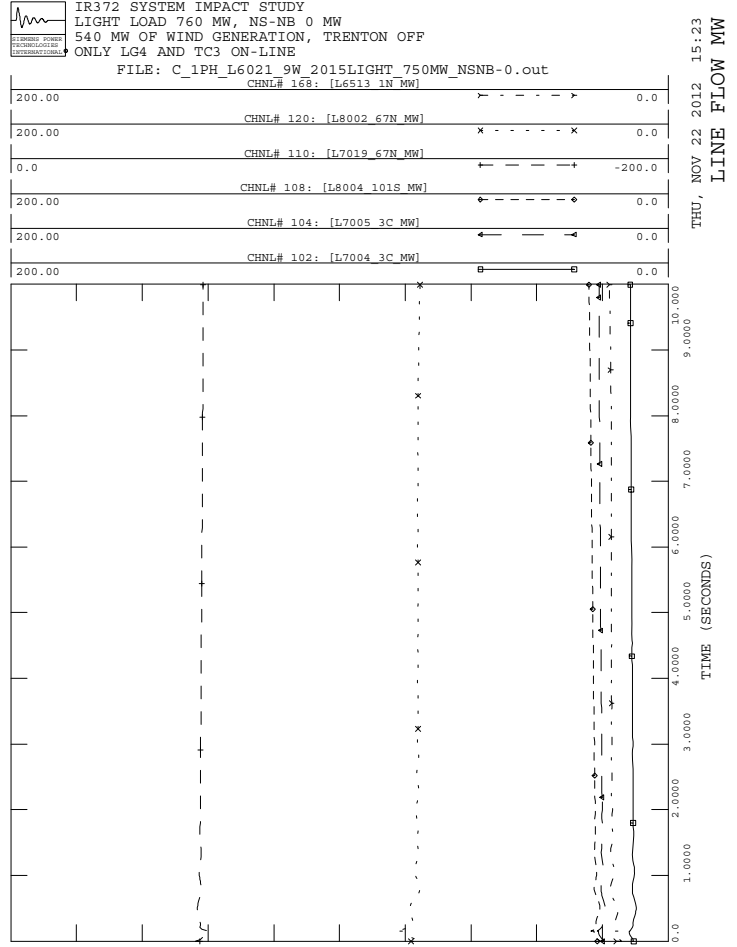 SIEMENS POWER
TECHNOLOGIES
INTERNATIONAL
IR372 SYSTEM IMPACT STUDY
LIGHT LOAD 760 MW, NS-NB 0 MW
540 MW OF WIND GENERATION, TRENTON OFF
ONLY LG4 AND TC3 ON-LINE
FILE: C_1PH_L6021_9W_2015LIGHT_750MW_NSNB-0.out
CHNL# 168: [L6513_1N_MW]
200.00 0.0
CHNL# 120: [L8002_67N_MW]
200.00 0.0
CHNL# 110: [L7019_67N_MW]
0.0 -200.0
CHNL# 108: [L8004_101S_MW]
200.00 0.0
CHNL# 104: [L7005_3C_MW]
200.00 0.0
CHNL# 102: [L7004_3C_MW]
200.00 0.0
THU, NOV 22 2012 15:23
LINE FLOW MW
10.000
9.0000
8.0000
7.0000
6.0000
5.0000
4.0000
3.0000
2.0000
1.0000
0.0
TIME (SECONDS)